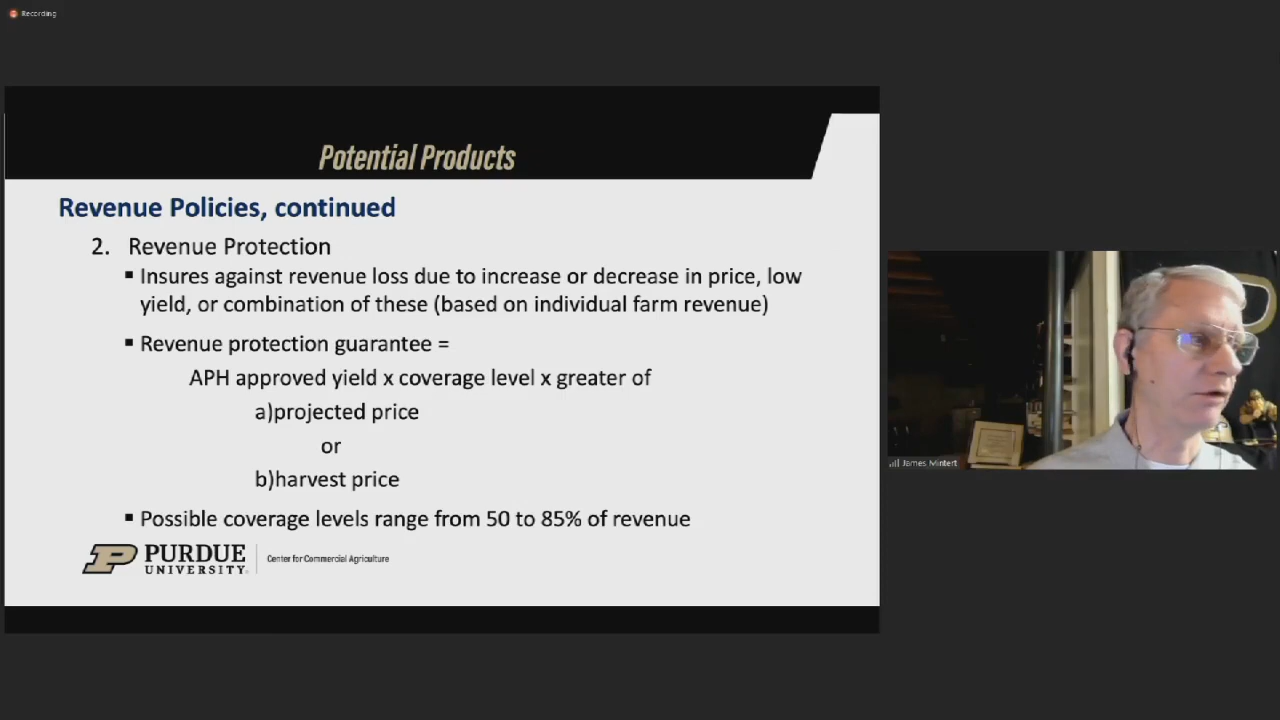 Recording
Potential Products
Revenue Policies, continued
2. Revenue Protection
▪ Insures against revenue loss due to increase or decrease in price, low
yield, or combination of these (based on individual farm revenue)
▪ Revenue protection guarantee =
APH approved yield x coverage level x greater of
a)projected price
or
b)harvest price
▪ Possible coverage levels range from 50 to 85% of revenue
PURDUE
UNIVERSITY
Center for Commercial Agriculture
James Mintert